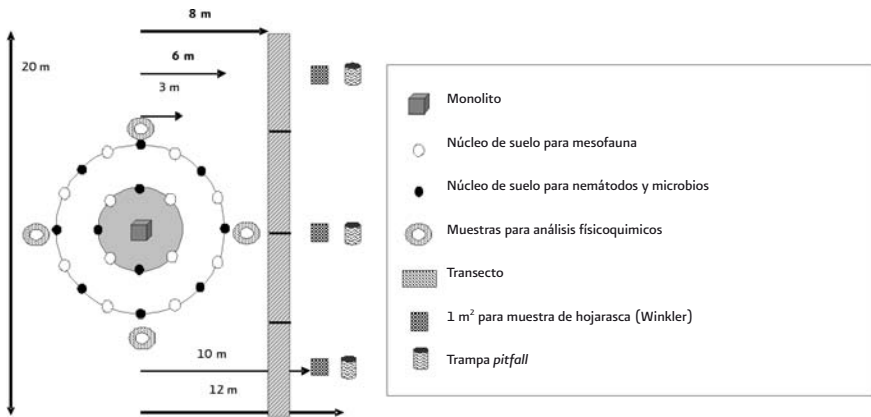 8 m
20 m
6 m
3 m
10 m
12 m
Monolito
Núcleo de suelo para mesofauna
Núcleo de suelo para nemátodos y microbios
Muestras para análisis físicoquimicos
Transecto
1 m² para muestra de hojarasca (Winkler)
Trampa pitfall